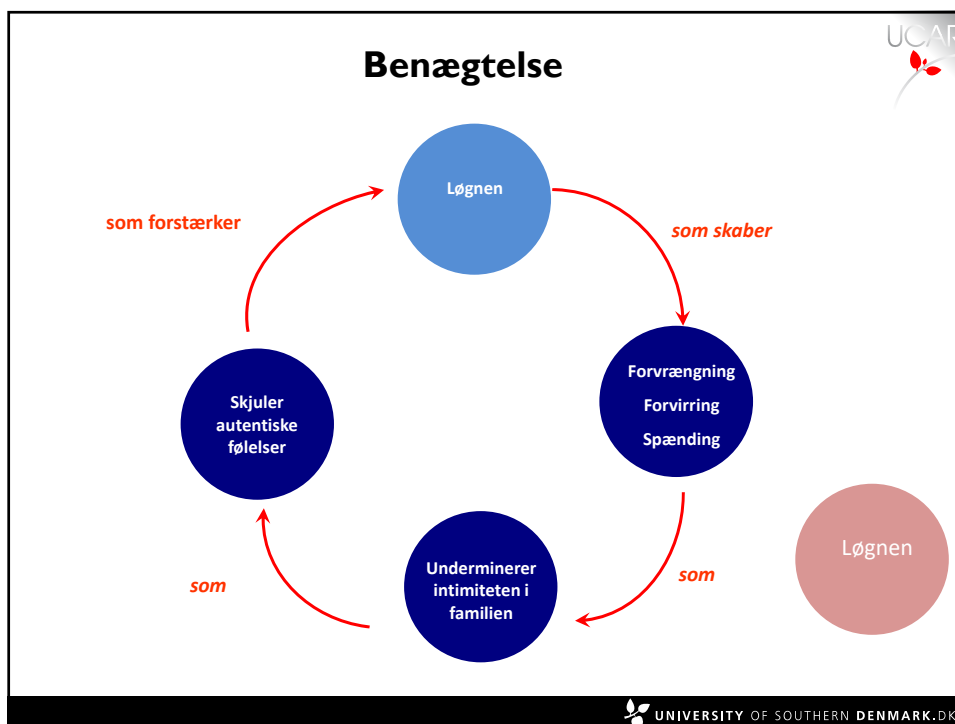 Benægtelse
UCAR
Løgnen
som forstærker
som skaber
Forvrængning
Forvirring
Spænding
Skjuler
autentiske
følelser
Underminerer
intimiteten i
familien
som
som
Løgnen
UNIVERSITY OF SOUTHERN DENMARK.DK